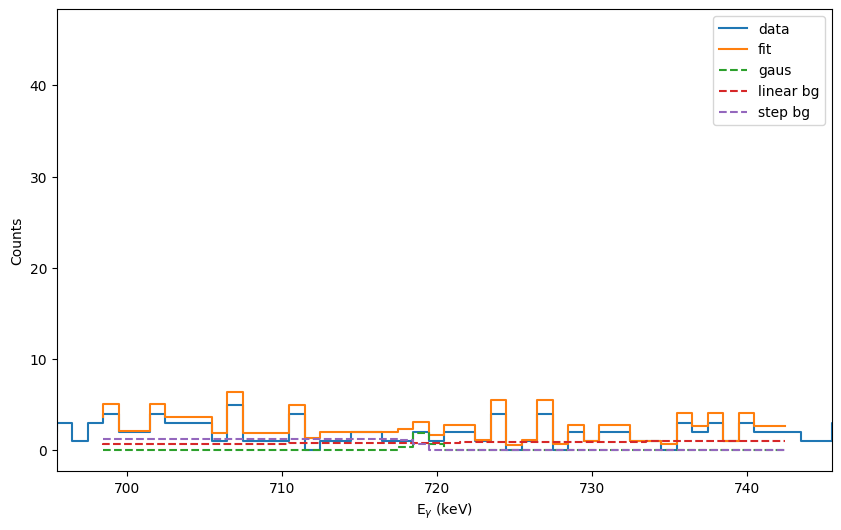 data
fit
gaus
linear bg
step bg
Counts
40
30
20
10
0
700
710
720
730
740
Eγ (keV)